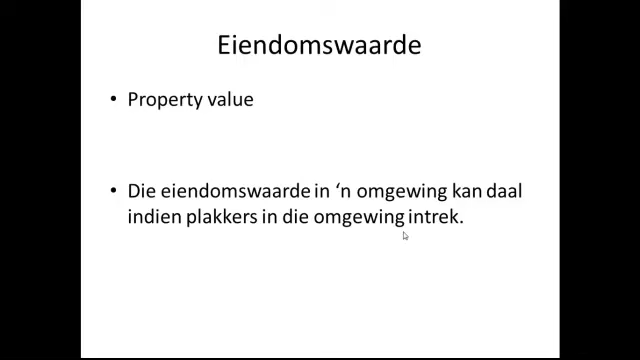 Eiendomswaarde
• Property value
• Die eiendomswaarde in ‘n omgewing kan daal
indien plakkers in die omgewing intrek.